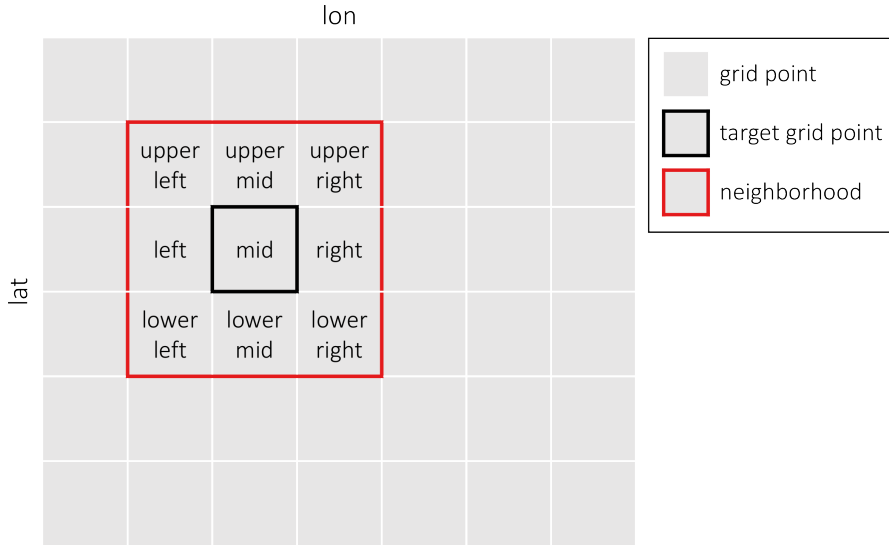 lon
grid point
upper
left
upper
mid
upper
right
target grid point
neighborhood
left
mid
right
lat
lower
left
lower
mid
lower
right